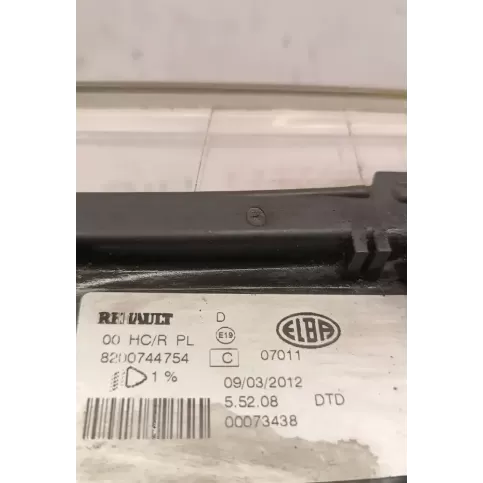 RENAULT D E19 ELBA
00 HC/R PL
8200744754 C 07011
1 % 09/03/2012
5.52.08 DTD
00073438